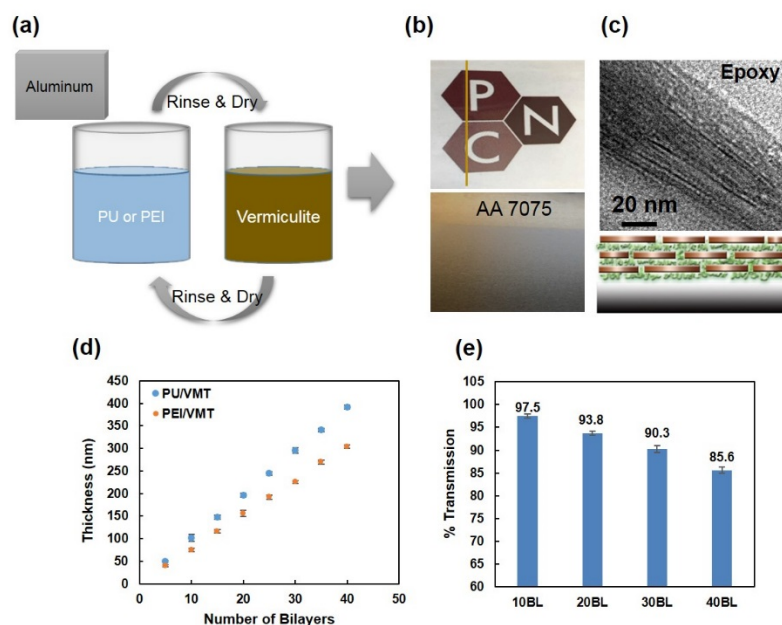 (a)
Aluminum
Rinse & Dry
PU or PEI
Vermiculite
Rinse & Dry
(b)
P
N
C
AA 7075
(c)
Epoxy
20 nm
(d)
Thickness (nm)
450
400
350
300
250
200
150
100
50
0
PU/VMT
PEI/VMT
0 10 20 30 40 50
Number of Bilayers
(e)
% Transmission
105
100
95
90
85
80
75
70
65
60
97.5
93.8
90.3
85.6
10BL 20BL 30BL 40BL